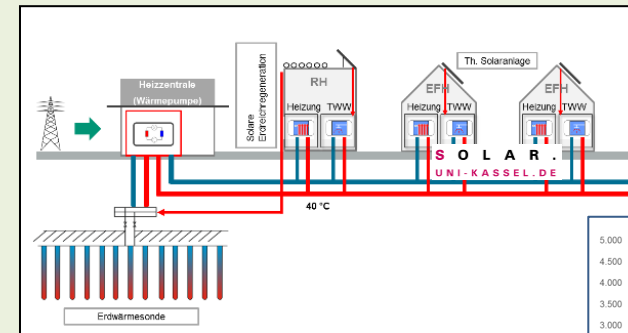 Heizzentrale
(Wärmepumpe)
Solare
Erdreichregeneration
RH
Heizung TWW
Th. Solaranlage
EFH
Heizung TWW
EFH
Heizung TWW
SOLAR.
UNI-KASSEL.DE
40 °C
Erdwärmesonde
5.000
4.500
4.000
3.500
3.000